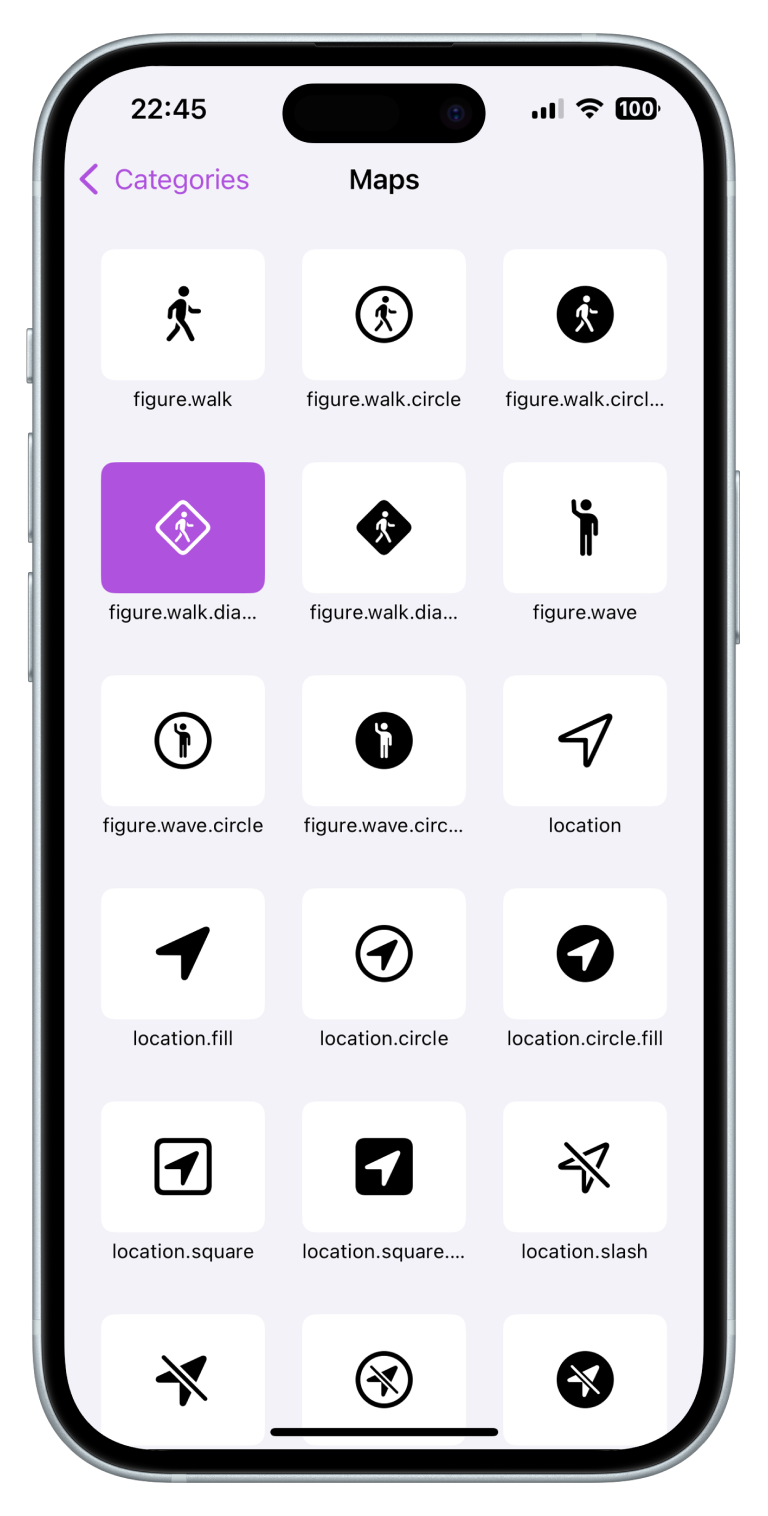 22:45
100
Categories
Maps
figure.walk
figure.walk.circle
figure.walk.circl...
figure.walk.dia...
figure.walk.dia...
figure.wave
figure.wave.circle
figure.wave.circ...
location
location.fill
location.circle
location.circle.fill
location.square
location.square....
location.slash